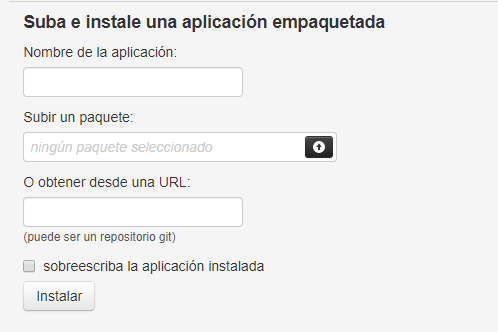 Suba e instale una aplicación empaquetada
Nombre de la aplicación:
Subir un paquete:
ningún paquete seleccionado
O obtener desde una URL:
(puede ser un repositorio git)
sobreescriba la aplicación instalada
Instalar